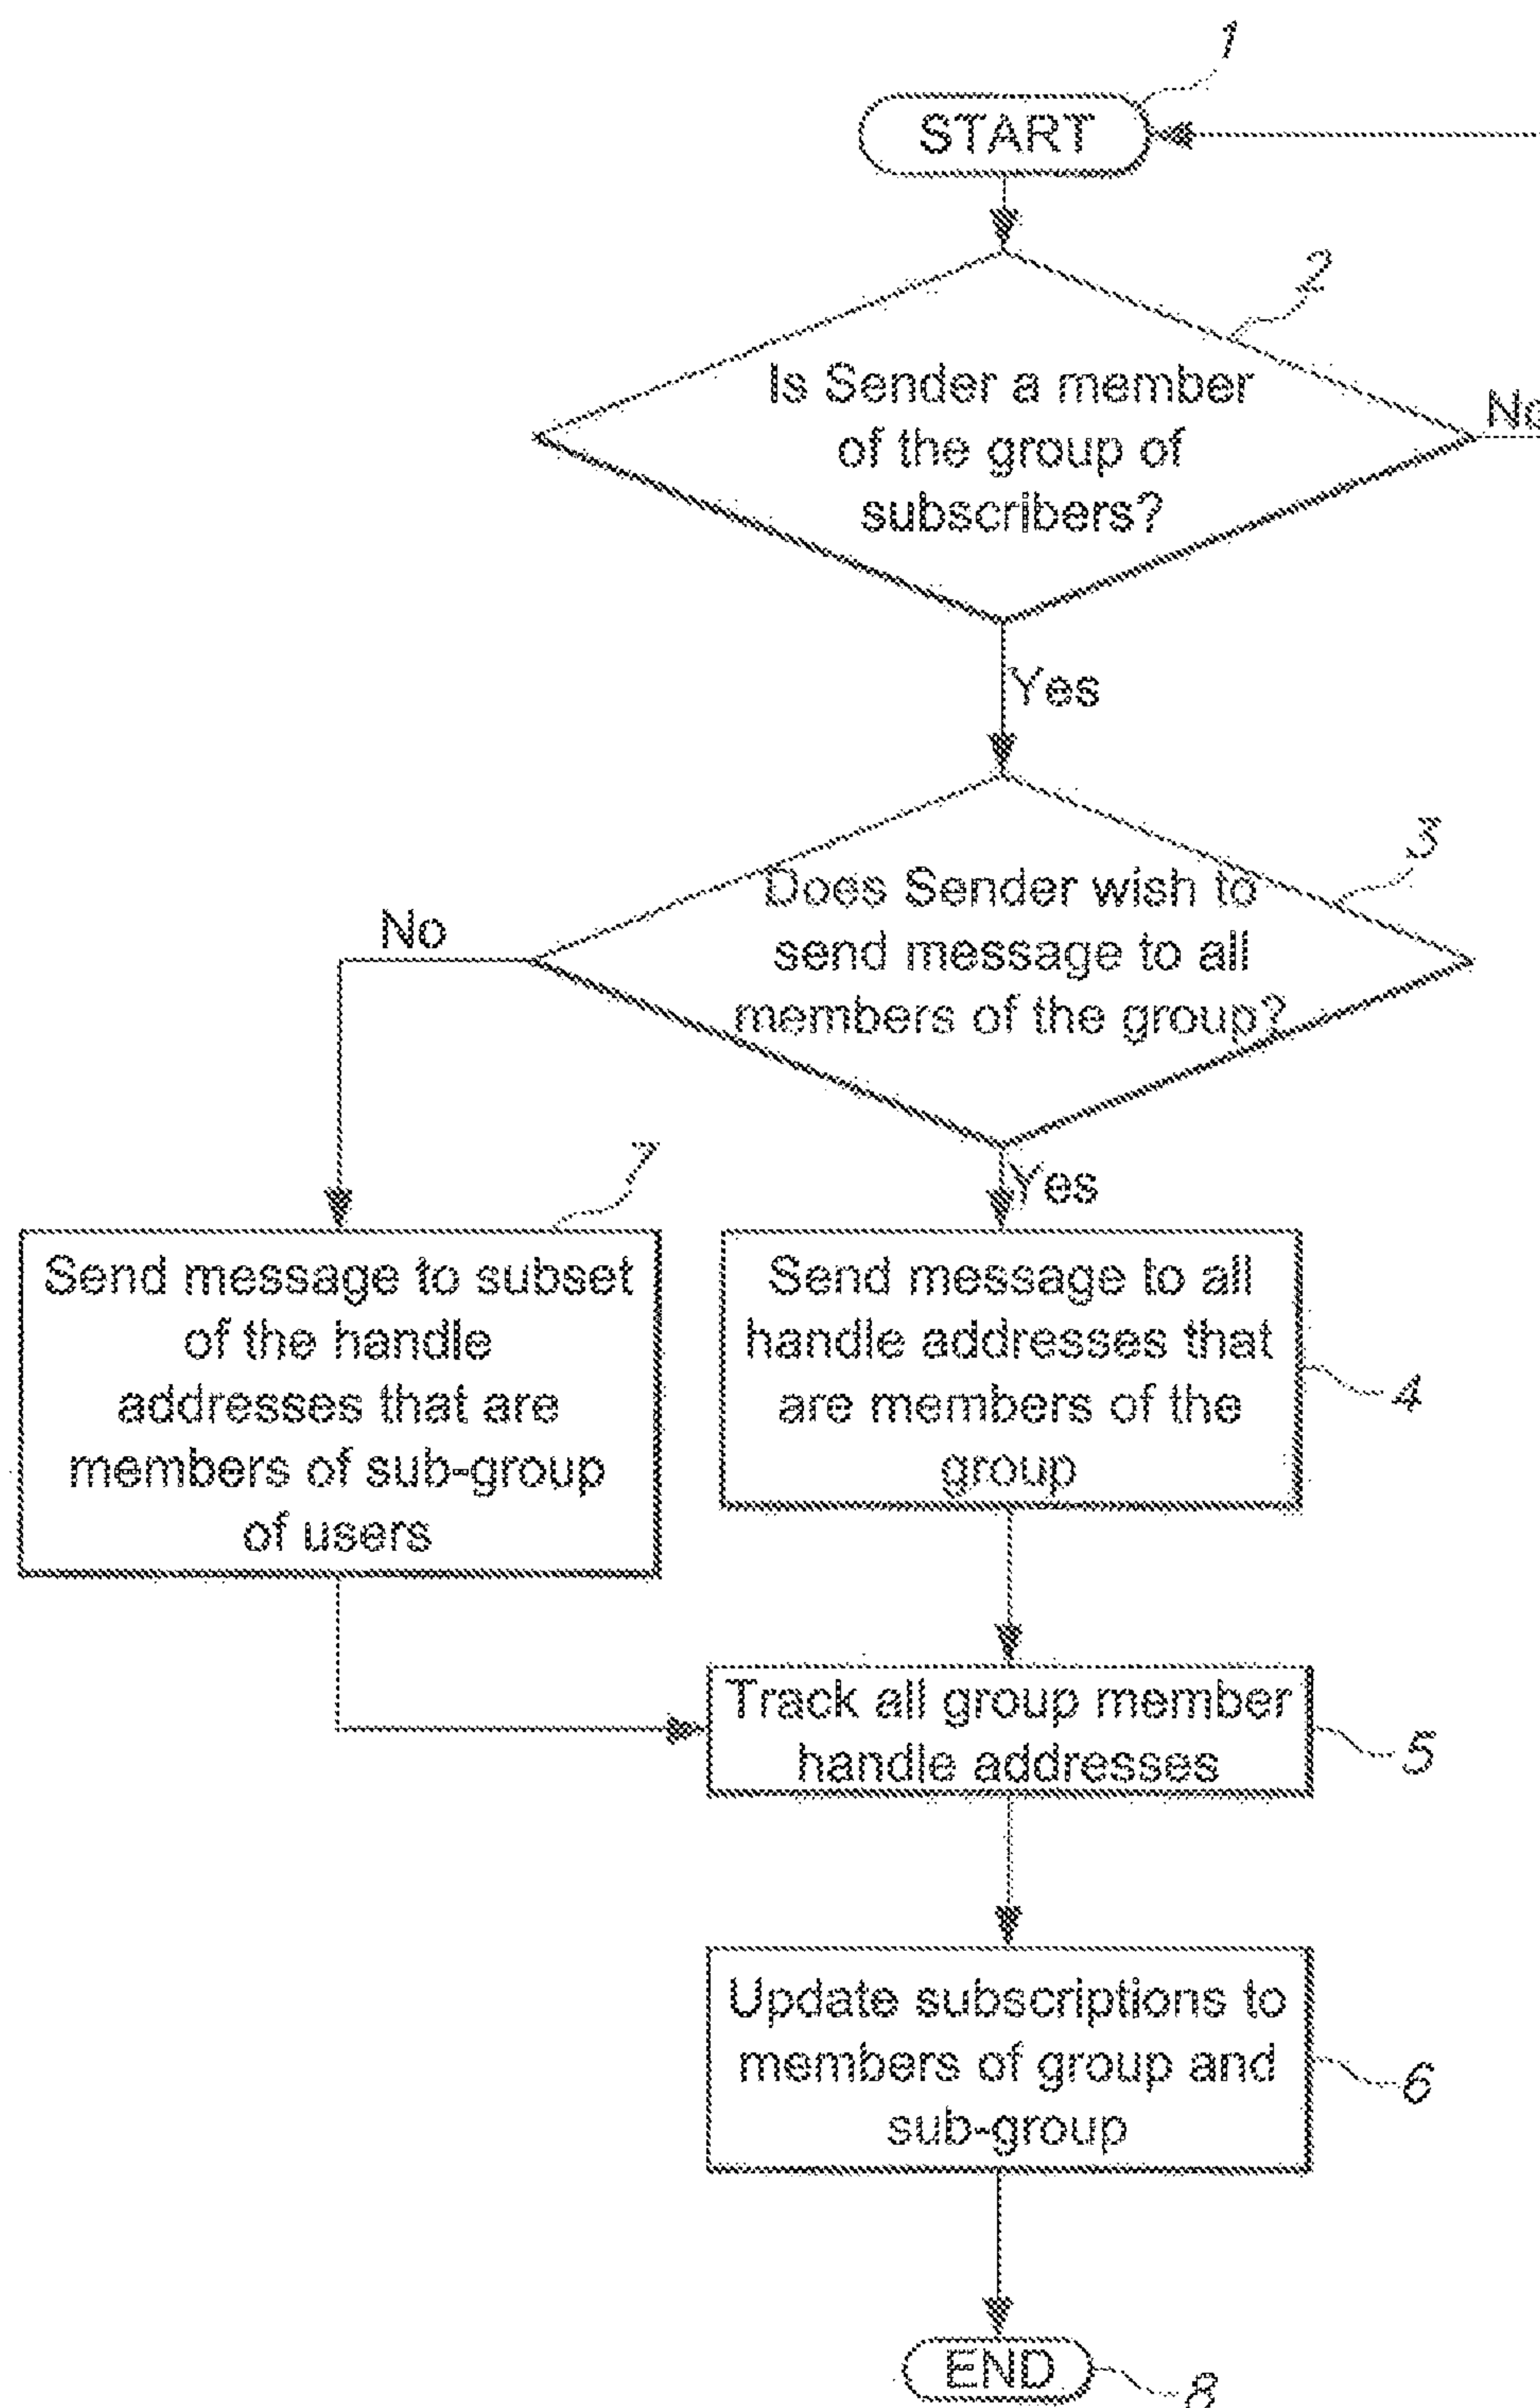 1
START
2
Is Sender a member
of the group of
subscribers?
No
Yes
3
Does Sender wish to
send message to all
members of the group?
No
Yes
7
Send message to subset
of the handle
addresses that are
members of sub-group
of users
Send message to all
handle addresses that
are members of the
group
4
Track all group member
handle addresses
5
Update subscriptions to
members of group and
sub-group
6
END
8